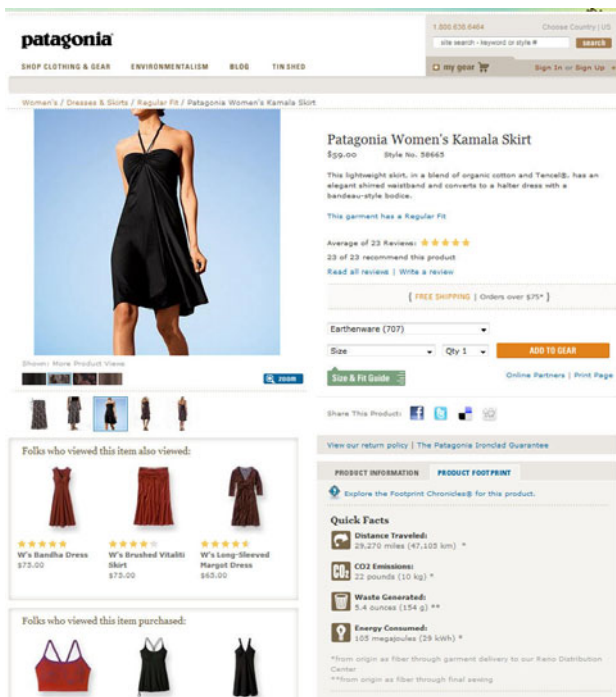 patagonia
1.800.638.6464
Choose Country | US
site search - keyword or style #
search
SHOP CLOTHING & GEAR
ENVIRONMENTALISM
BLOG
TIN SHED
my gear
Sign In or Sign Up
Women's / Dresses & Skirts / Regular Fit / Patagonia Women's Kamala Skirt
Patagonia Women's Kamala Skirt
$59.00
Style No. 58665
This lightweight skirt, in a blend of organic cotton and Tencel®, has an
elegant shirred waistband and converts to a halter dress with a
bandeau-style bodice.
This garment has a Regular Fit
Average of 23 Reviews:
23 of 23 recommend this product
Read all reviews | Write a review
{ FREE SHIPPING | Orders over $75* }
Earthenware (707)
Size
Qty 1
ADD TO GEAR
Size & Fit Guide
Online Partners | Print Page
Share This Product:
View our return policy | The Patagonia Ironclad Guarantee
PRODUCT INFORMATION
PRODUCT FOOTPRINT
Explore the Footprint Chronicles® for this product.
Quick Facts
Distance Traveled:
29,270 miles (47,105 km) *
CO2
CO2 Emissions:
22 pounds (10 kg) *
Waste Generated:
5.4 ounces (154 g) **
Energy Consumed:
105 megajoules (29 kWh) *
*from origin as fiber through garment delivery to our Reno Distribution
Center
**from origin as fiber through final sewing
Shown: More Product Views
zoom
Folks who viewed this item also viewed:
W's Bandha Dress
$75.00
W's Brushed Vitaliti
Skirt
$75.00
W's Long-Sleeved
Margot Dress
$65.00
Folks who viewed this item purchased: